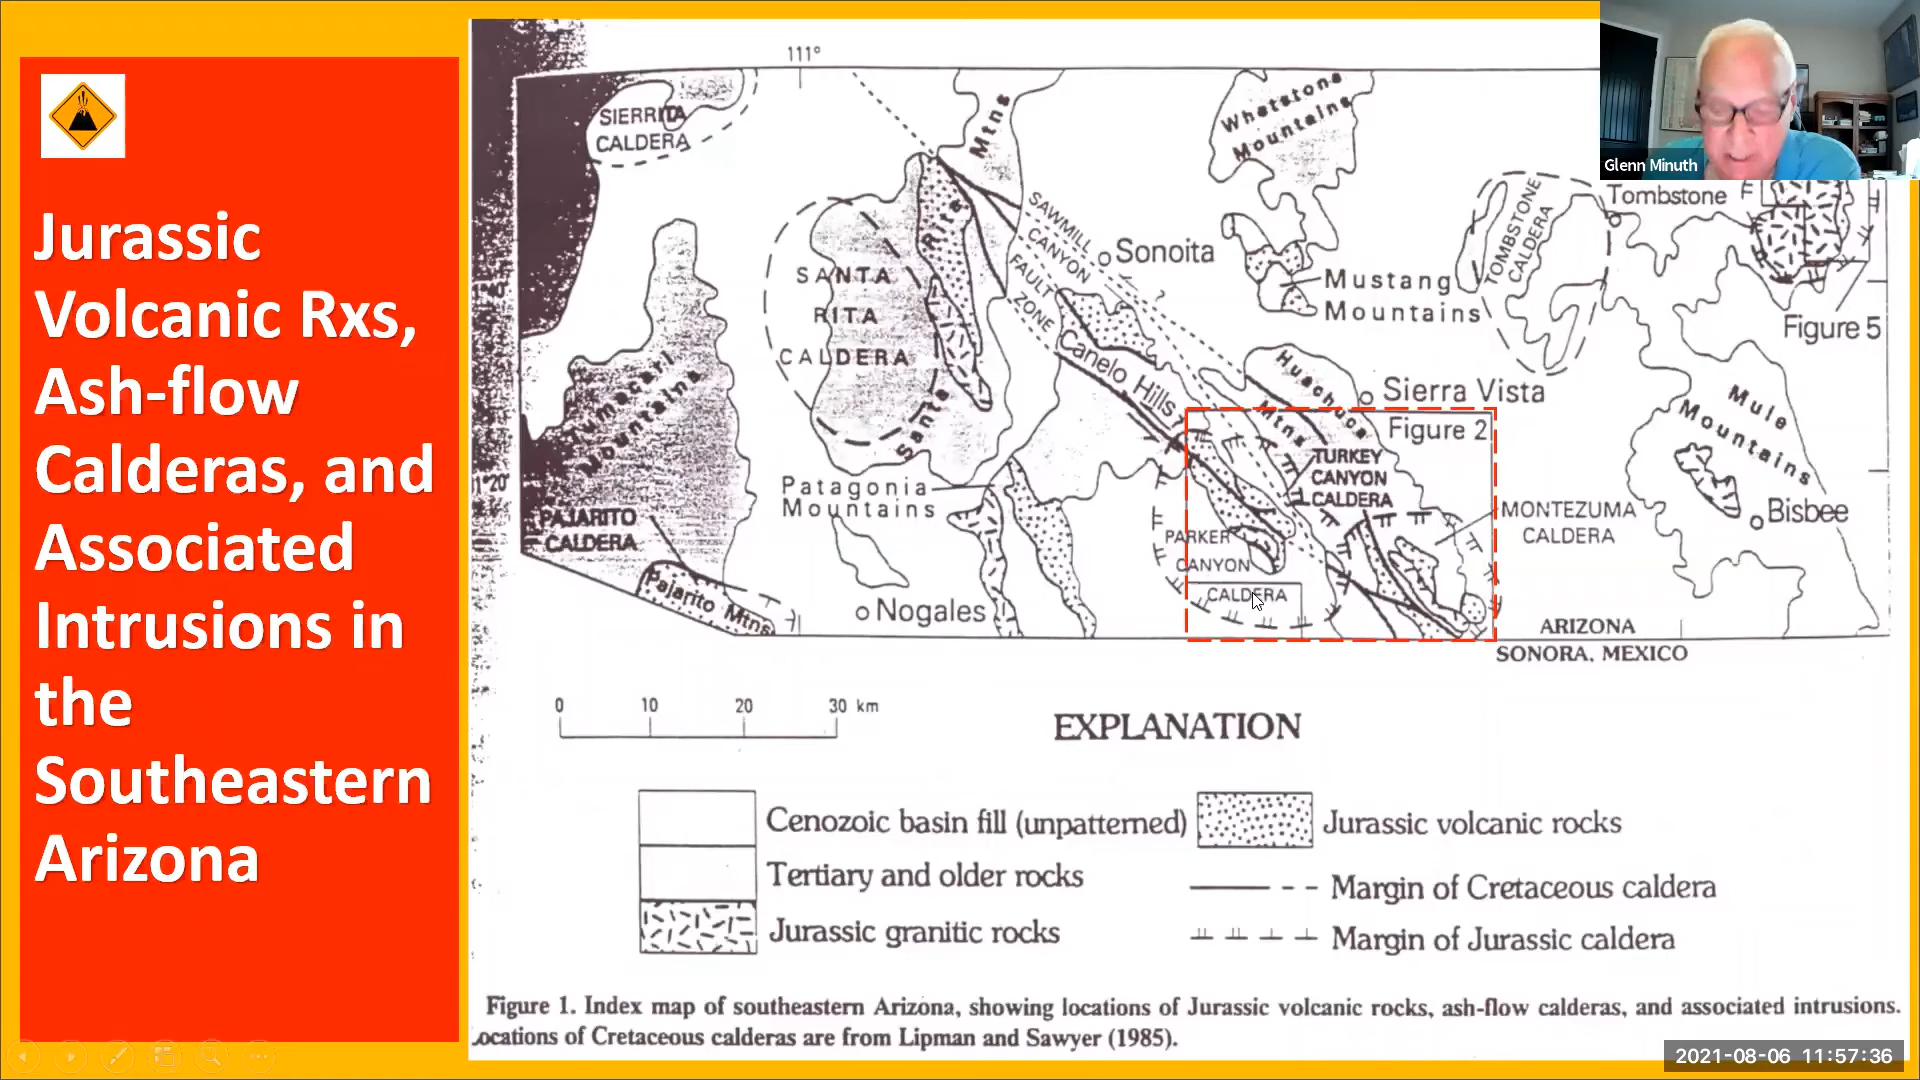 Jurassic
Volcanic Rxs,
Ash-flow
Calderas, and
Associated
Intrusions in
the
Southeastern
Arizona
111°
SIERRITA
CALDERA
Mtns
Whetstone
Mountains
Glenn Minuth
Tombstone
TOMBSTONE
CALDERA
Rita
SAWMILL
CANYON
FAULT
ZONE
Sonoita
?
SANTA
RITA
CALDERA
Mustang
Mountains
Figure 5
Tumacacri
Mountains
Santa
Canelo Hills
Huachuca
Mtns
Sierra Vista
Figure 2
Mule
Mountains
TURKEY
CANYON
CALDERA
Patagonia
Mountains
MONTEZUMA
CALDERA
Bisbee
PAJARITO
CALDERA
PARKER
CANYON
CALDERA
Pajarito Mtns
Nogales
ARIZONA
SONORA, MEXICO
0 10 20 30 km
EXPLANATION
Cenozoic basin fill (unpatterned)
Jurassic volcanic rocks
Tertiary and older rocks
Margin of Cretaceous caldera
Jurassic granitic rocks
Margin of Jurassic caldera
Figure 1. Index map of southeastern Arizona, showing locations of Jurassic volcanic rocks, ash-flow calderas, and associated intrusions.
ocations of Cretaceous calderas are from Lipman and Sawyer (1985).
2021-08-06 11:57:36